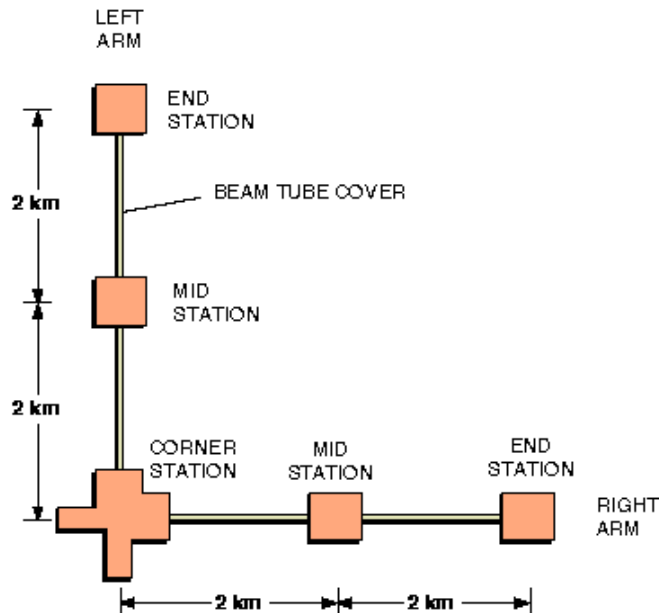 LEFT
ARM
END
STATION
BEAM TUBE COVER
2 km
MID
STATION
2 km
CORNER
STATION
MID
STATION
END
STATION
RIGHT
ARM
2 km
2 km